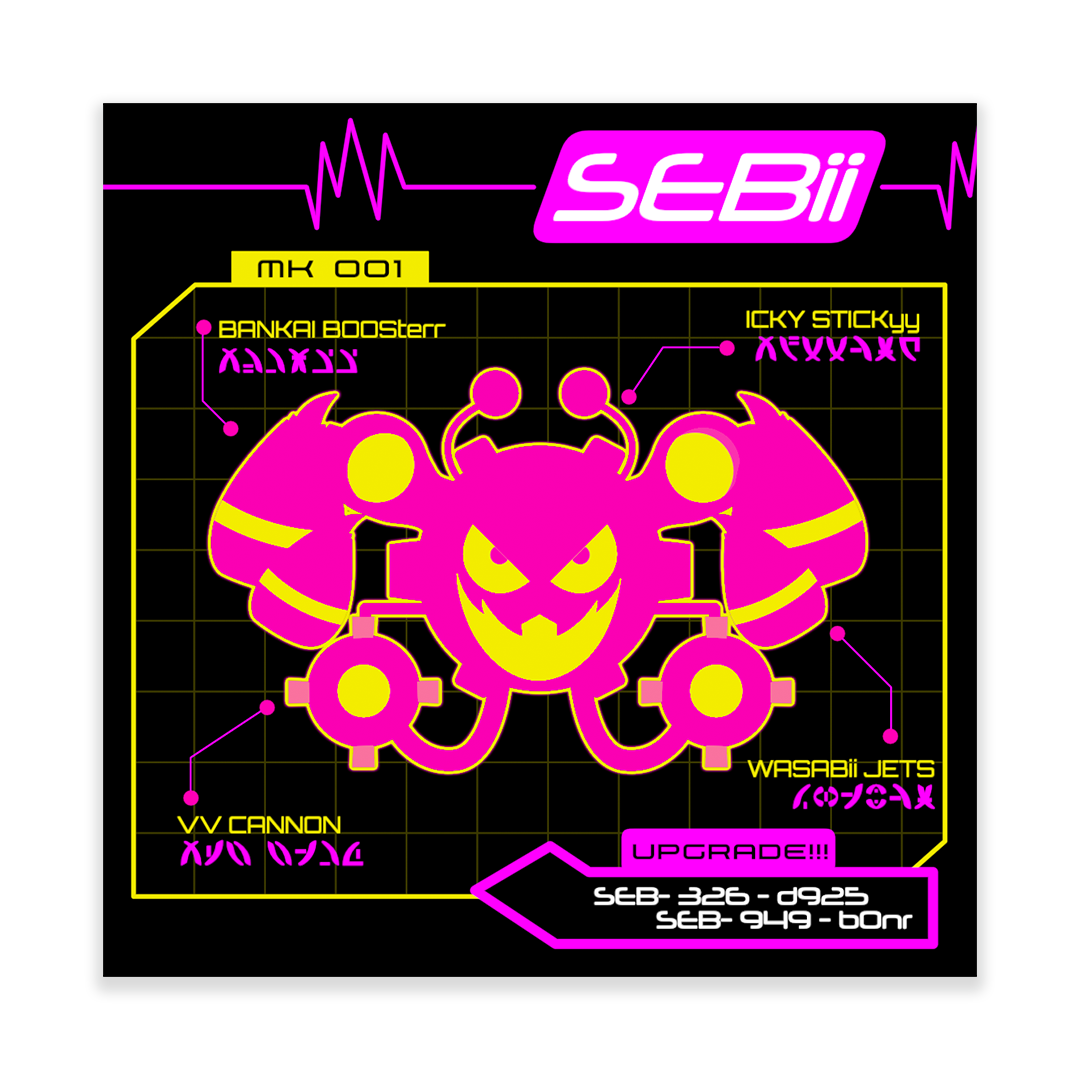 SEBii
MK 001
BANKAI BOOSterr
ICKY STICKyy
WASABii JETS
VV CANNON
UPGRADE!!!
SEB- 326 - d925
SEB- 949 - b0nr